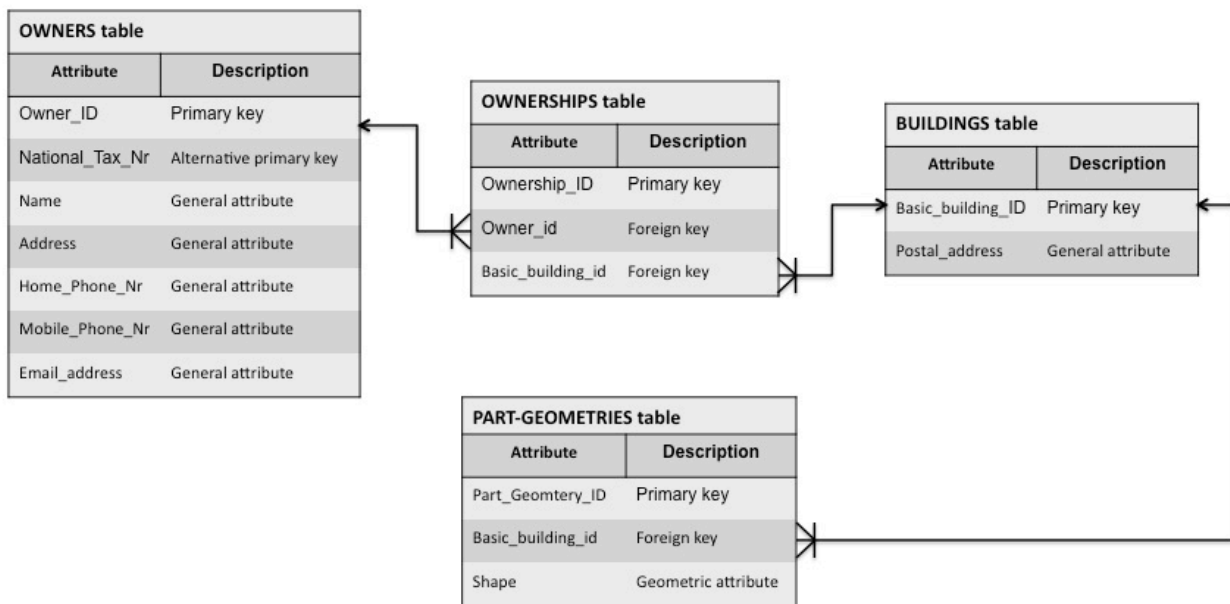 OWNERS table
Attribute Description
Owner_ID Primary key
National_Tax_Nr Alternative primary key
Name General attribute
Address General attribute
Home_Phone_Nr General attribute
Mobile_Phone_Nr General attribute
Email_address General attribute
OWNERSHIPS table
Attribute Description
Ownership_ID Primary key
Owner_id Foreign key
Basic_building_id Foreign key
BUILDINGS table
Attribute Description
Basic_building_ID Primary key
Postal_address General attribute
PART-GEOMETRIES table
Attribute Description
Part_Geomtery_ID Primary key
Basic_building_id Foreign key
Shape Geometric attribute